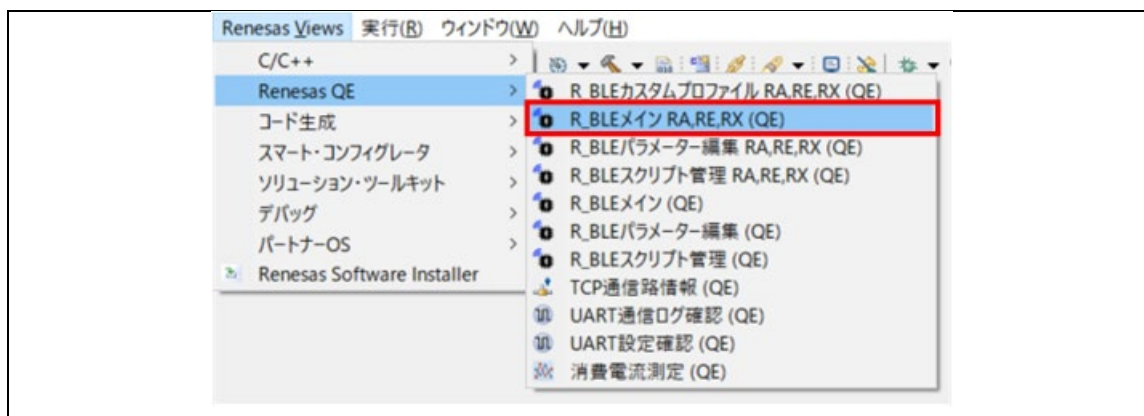 Renesas Views 実行(R) ウィンドウ(W) ヘルプ(H)
C/C++ >
Renesas QE >
コード生成 >
スマート・コンフィグレータ >
ソリューション・ツールキット >
デバッグ >
パートナーOS >
Renesas Software Installer
R_BLEカスタムプロファイル RA,RE,RX (QE)
R_BLEメイン RA,RE,RX (QE)
R_BLEパラメーター編集 RA,RE,RX (QE)
R_BLEスクリプト管理 RA,RE,RX (QE)
R_BLEメイン (QE)
R_BLEパラメーター編集 (QE)
R_BLEスクリプト管理 (QE)
TCP通信路情報 (QE)
UART通信ログ確認 (QE)
UART設定確認 (QE)
消費電流測定 (QE)